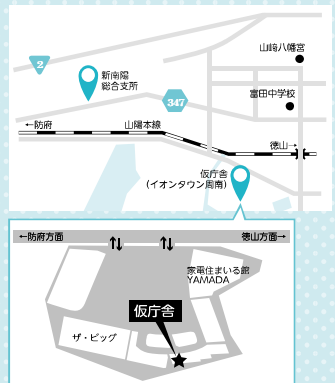 山崎八幡宮
2
新南陽
総合支所
富田中学校
347
←防府
山陽本線
徳山→
仮庁舎
(イオンタウン周南)
←防府方面
徳山方面→
家電住まいる館
YAMADA
仮庁舎
ザ・ビッグ